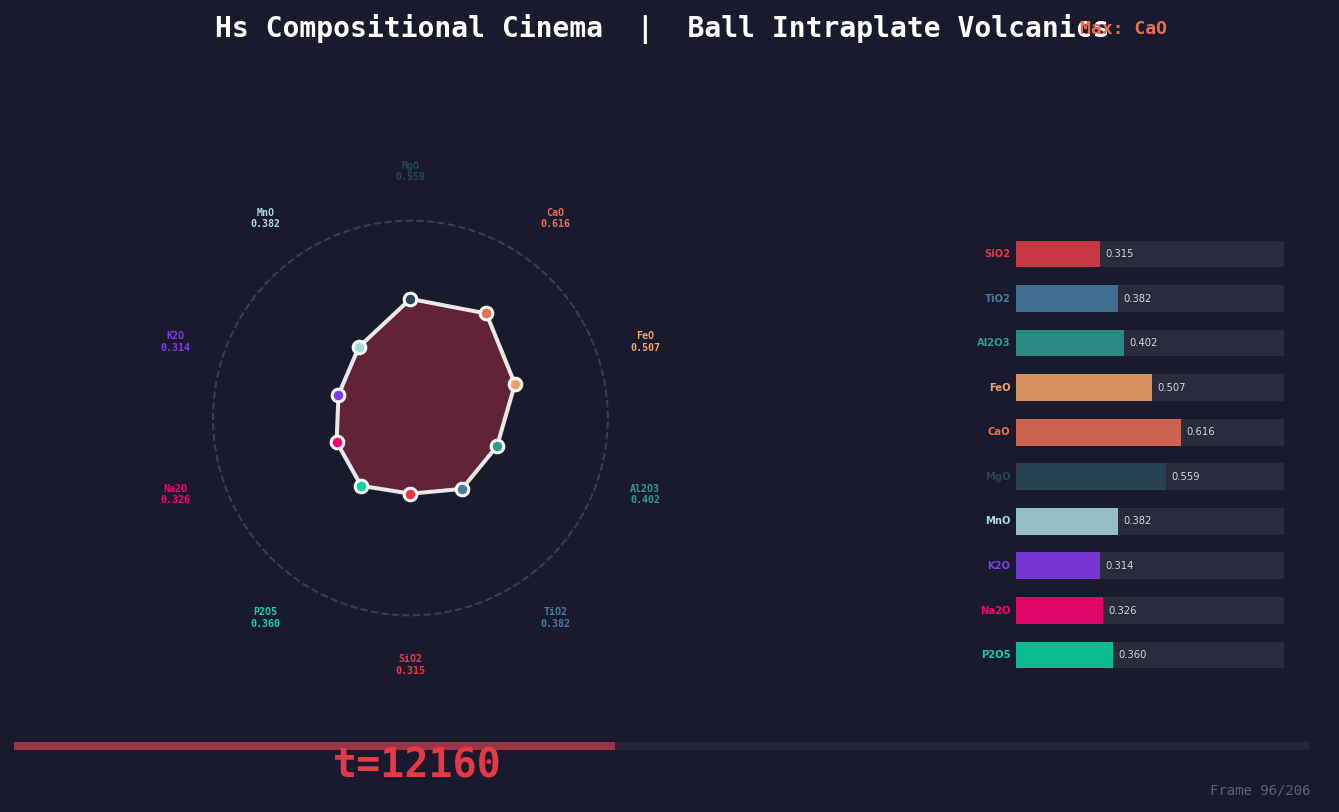 Hs Compositional Cinema | Ball Intraplate Volcanics
Max: CaO
MgO
0.559
MnO
0.382
CaO
0.616
K2O
0.314
FeO
0.507
Na2O
0.326
Al2O3
0.402
P2O5
0.360
TiO2
0.382
SiO2
0.315
SiO2 0.315
TiO2 0.382
Al2O3 0.402
FeO 0.507
CaO 0.616
MgO 0.559
MnO 0.382
K2O 0.314
Na2O 0.326
P2O5 0.360
t=12160
Frame 96/206